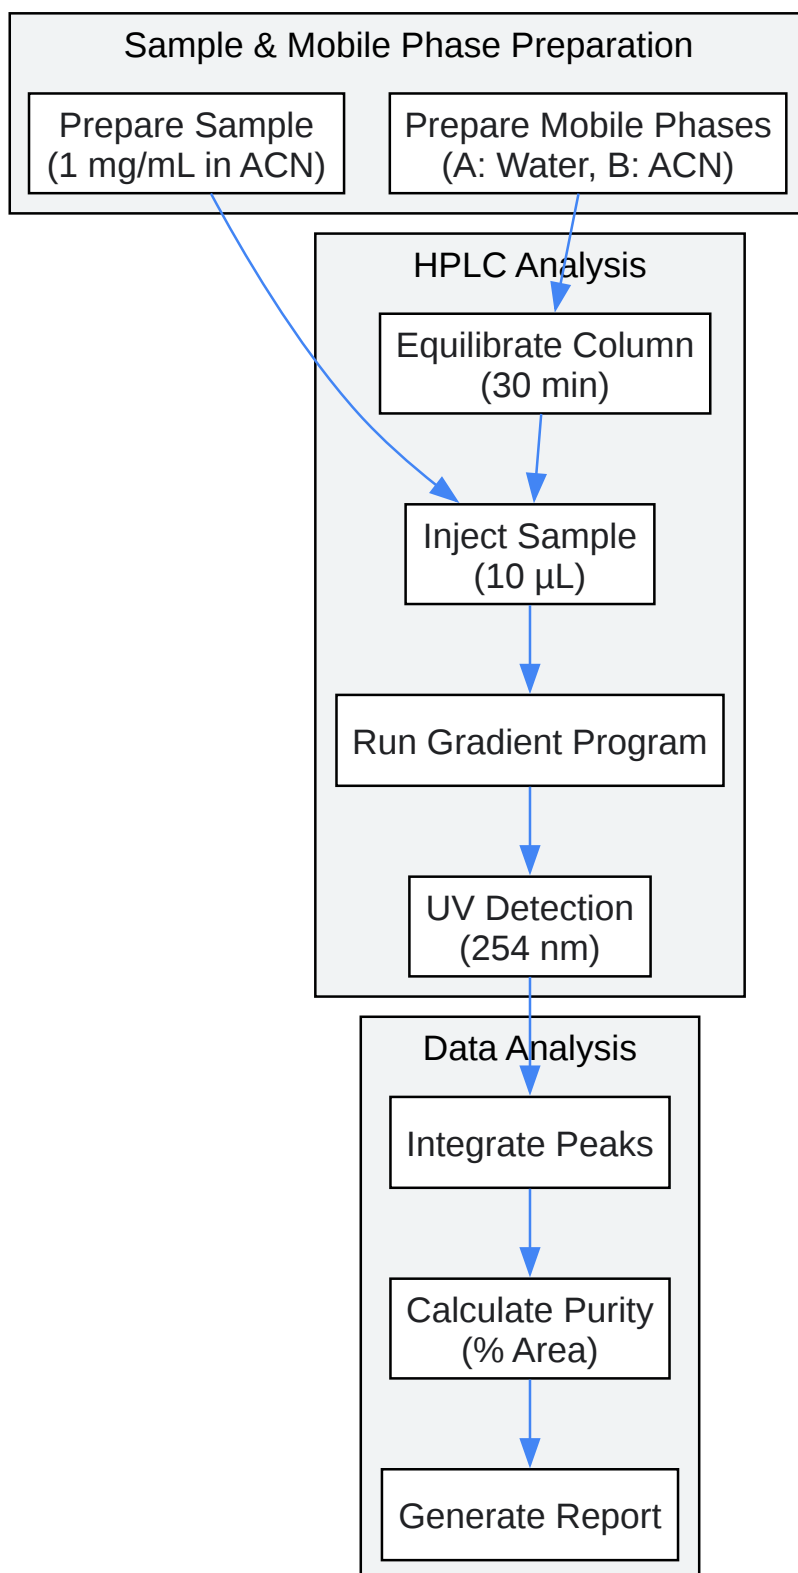 Sample & Mobile Phase Preparation
Prepare Sample
(1 mg/mL in ACN)
Prepare Mobile Phases
(A: Water, B: ACN)
HPLC Analysis
Equilibrate Column
(30 min)
Inject Sample
(10 µL)
Run Gradient Program
UV Detection
(254 nm)
Data Analysis
Integrate Peaks
Calculate Purity
(% Area)
Generate Report